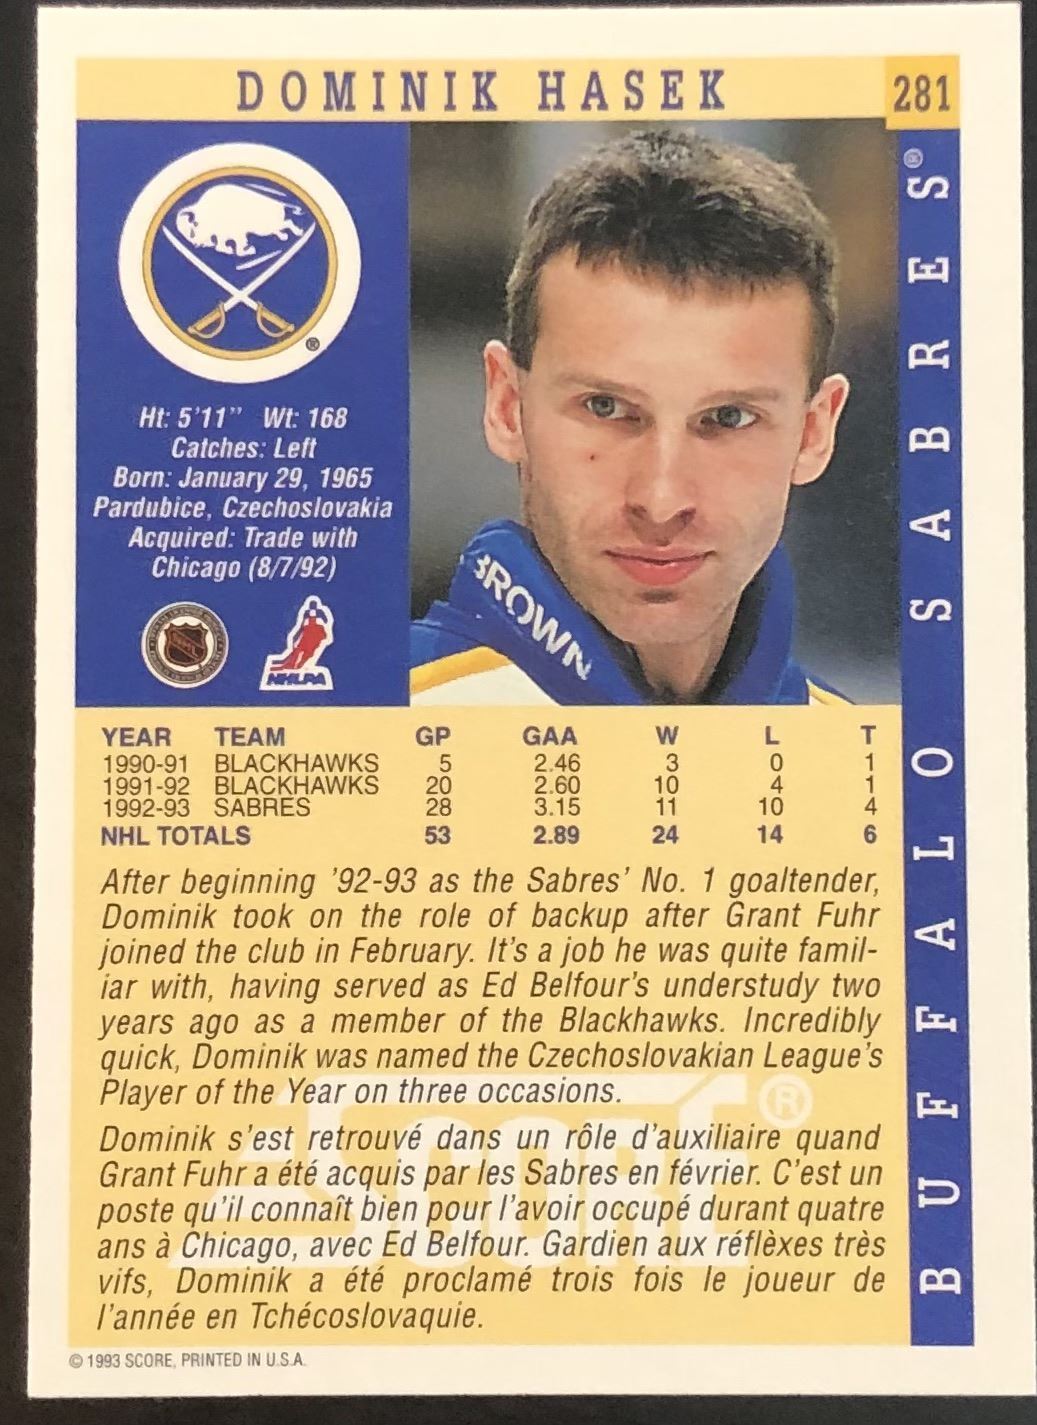 DOMINIK HASEK
281
Ht: 5'11" Wt: 168
Catches: Left
Born: January 29, 1965
Pardubice, Czechoslovakia
Acquired: Trade with
Chicago (8/7/92)
NHLPA
BROWN
BUFFALO SABRES®
YEAR TEAM GP GAA W L T
1990-91 BLACKHAWKS 5 2.46 3 0 1
1991-92 BLACKHAWKS 20 2.60 10 4 1
1992-93 SABRES 28 3.15 11 10 4
NHL TOTALS 53 2.89 24 14 6
After beginning '92-93 as the Sabres' No. 1 goaltender,
Dominik took on the role of backup after Grant Fuhr
joined the club in February. It's a job he was quite famil-
iar with, having served as Ed Belfour's understudy two
years ago as a member of the Blackhawks. Incredibly
quick, Dominik was named the Czechoslovakian League's
Player of the Year on three occasions.
Dominik s'est retrouvé dans un rôle d'auxiliaire quand
Grant Fuhr a été acquis par les Sabres en février. C'est un
poste qu'il connaît bien pour l'avoir occupé durant quatre
ans à Chicago, avec Ed Belfour. Gardien aux réflèxes très
vifs, Dominik a été proclamé trois fois le joueur de
l'année en Tchécoslovaquie.
SCORE®
© 1993 SCORE, PRINTED IN U.S.A.